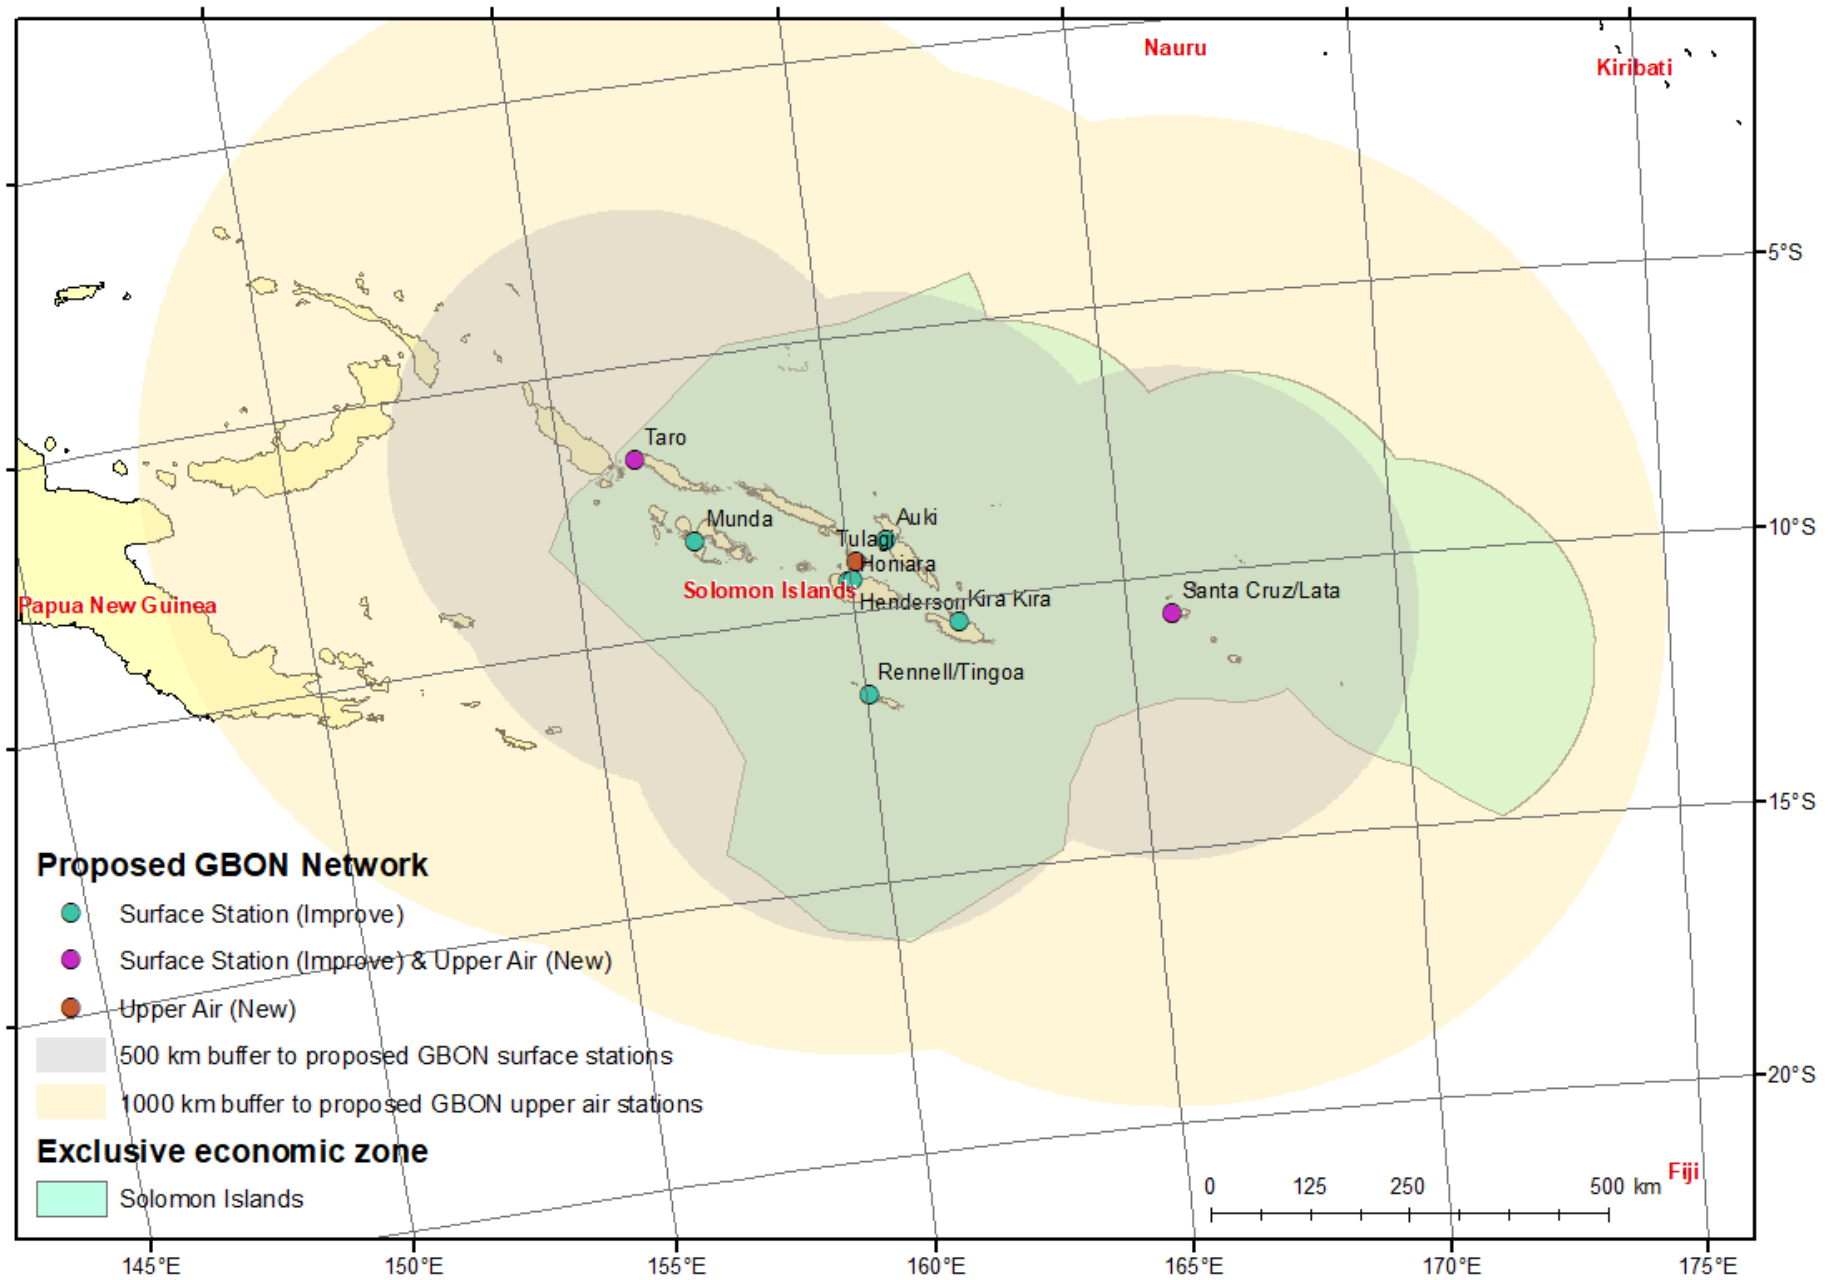 Nauru
Kiribati
5°S
Taro
Munda
Auki
Tulagi
10°S
Honiara
Solomon Islands
Santa Cruz/Lata
Papua New Guinea
Henderson
Kira Kira
Rennell/Tingoa
15°S
Proposed GBON Network
Surface Station (Improve)
Surface Station (Improve) & Upper Air (New)
Upper Air (New)
500 km buffer to proposed GBON surface stations
1000 km buffer to proposed GBON upper air stations
20°S
Exclusive economic zone
Solomon Islands
Fiji
0 125 250 500 km
145°E 150°E 155°E 160°E 165°E 170°E 175°E